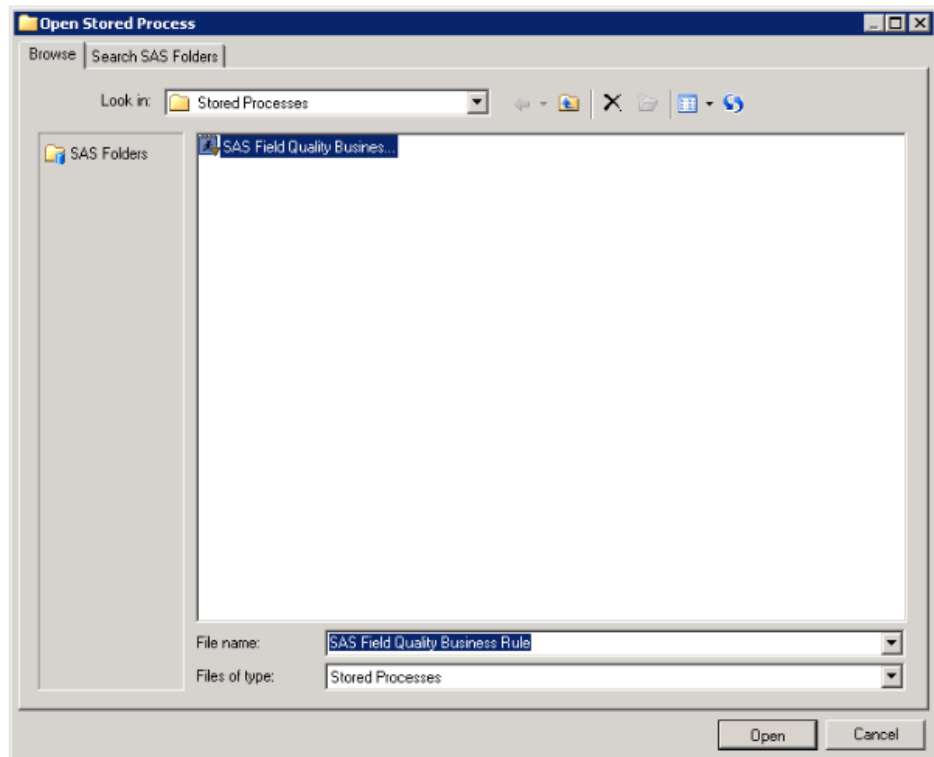 Open Stored Process
Browse Search SAS Folders
Look in: Stored Processes
SAS Folders
SAS Field Quality Busines...
File name: SAS Field Quality Business Rule
Files of type: Stored Processes
Open Cancel